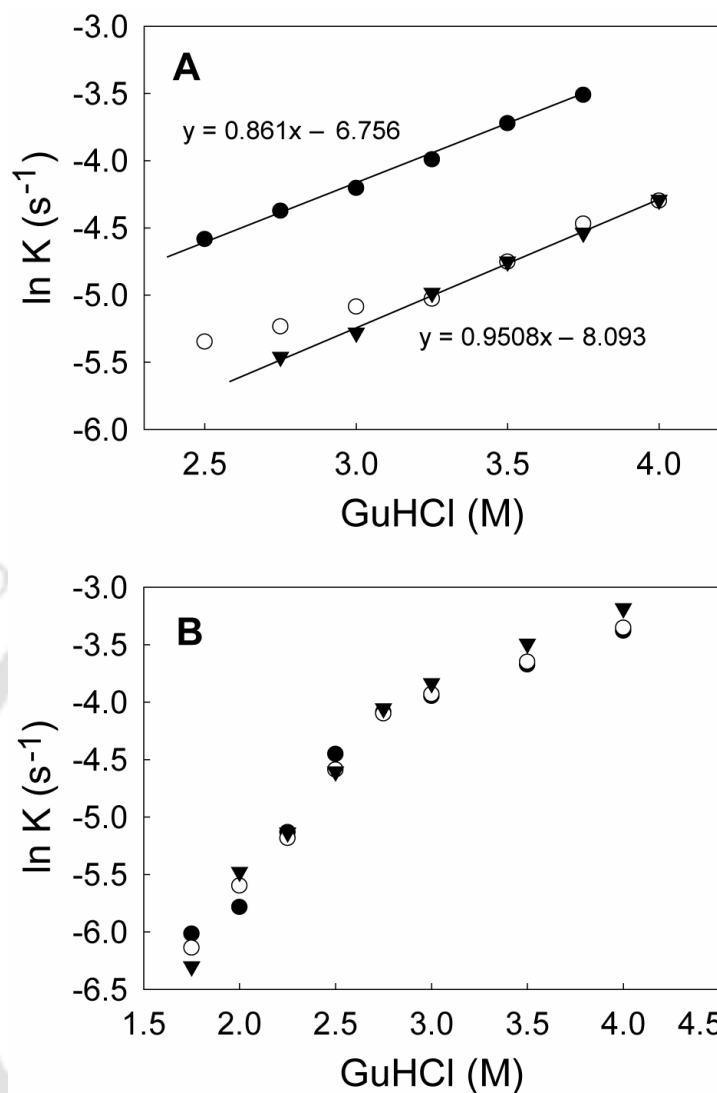 A
-3.0
-3.5
-4.0
-4.5
-5.0
-5.5
-6.0
ln K (s⁻¹)
y = 0.861x – 6.756
y = 0.9508x – 8.093
2.5 3.0 3.5 4.0
GuHCl (M)
B
-3.0
-3.5
-4.0
-4.5
-5.0
-5.5
-6.0
-6.5
ln K (s⁻¹)
1.5 2.0 2.5 3.0 3.5 4.0 4.5
GuHCl (M)